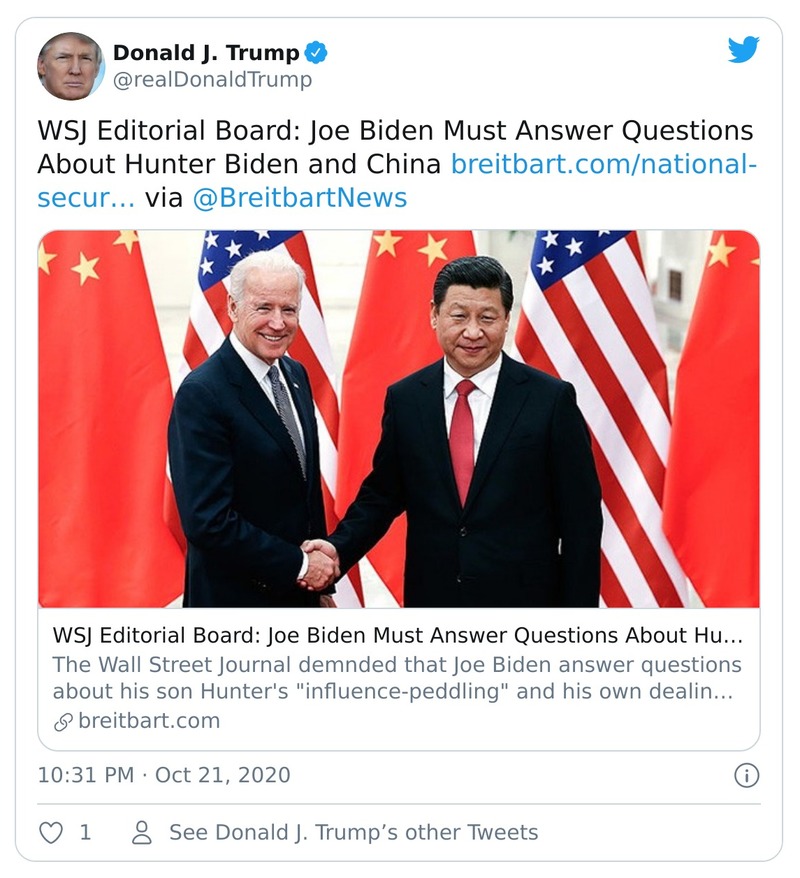 Donald J. Trump
@realDonaldTrump
WSJ Editorial Board: Joe Biden Must Answer Questions
About Hunter Biden and China breitbart.com/national-
secur… via @BreitbartNews
WSJ Editorial Board: Joe Biden Must Answer Questions About Hu…
The Wall Street Journal demnded that Joe Biden answer questions
about his son Hunter's "influence-peddling" and his own dealin…
breitbart.com
10:31 PM · Oct 21, 2020
1 See Donald J. Trump’s other Tweets